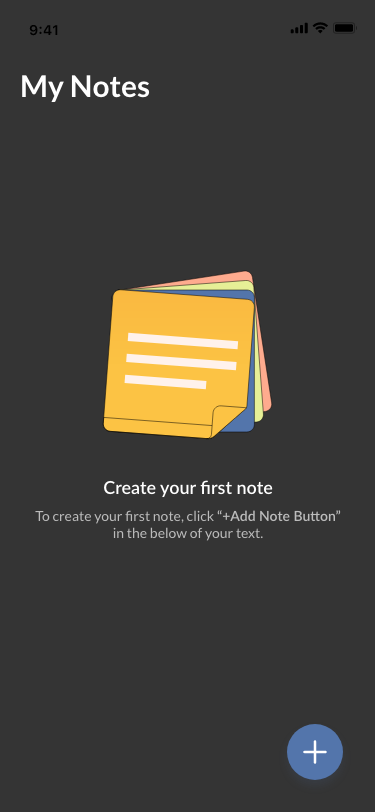 9:41
My Notes
Create your first note
To create your first note, click “+Add Note Button”
in the below of your text.